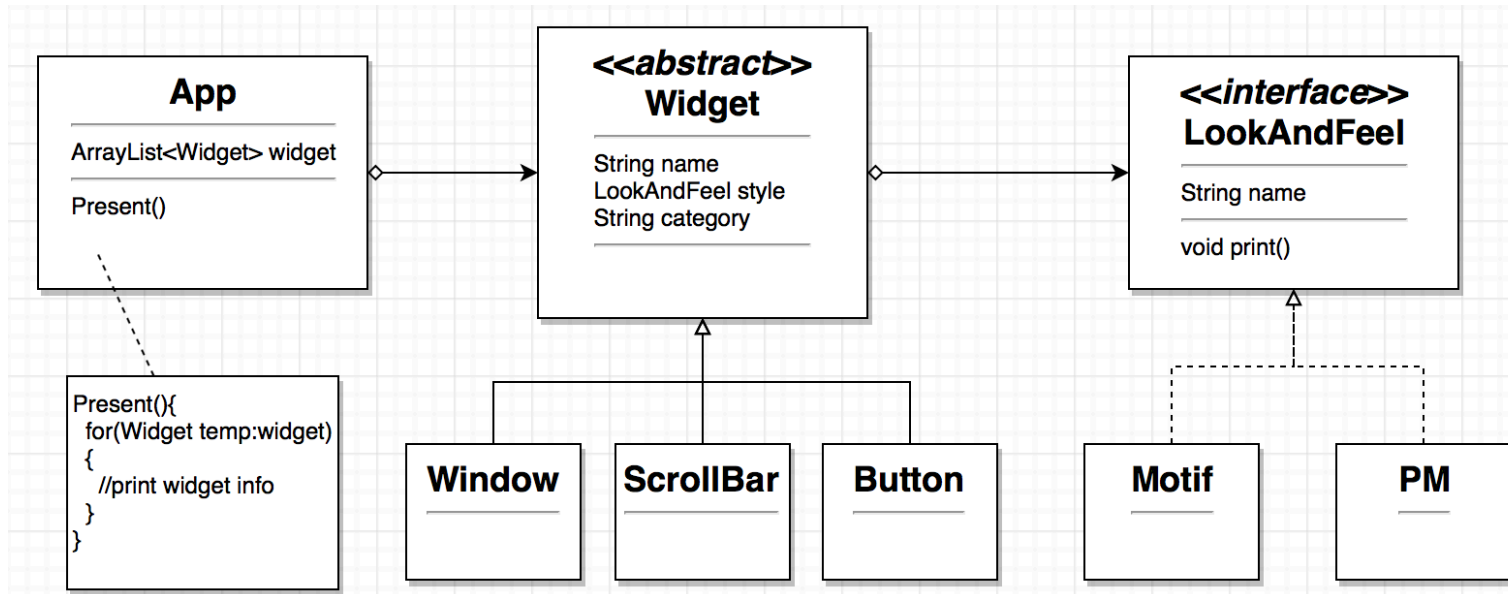 App
ArrayList<Widget> widget
Present()
Present(){
for(Widget temp:widget)
{
//print widget info
}
}
<<abstract>>
Widget
String name
LookAndFeel style
String category
Window
ScrollBar
Button
<<interface>>
LookAndFeel
String name
void print()
Motif
PM